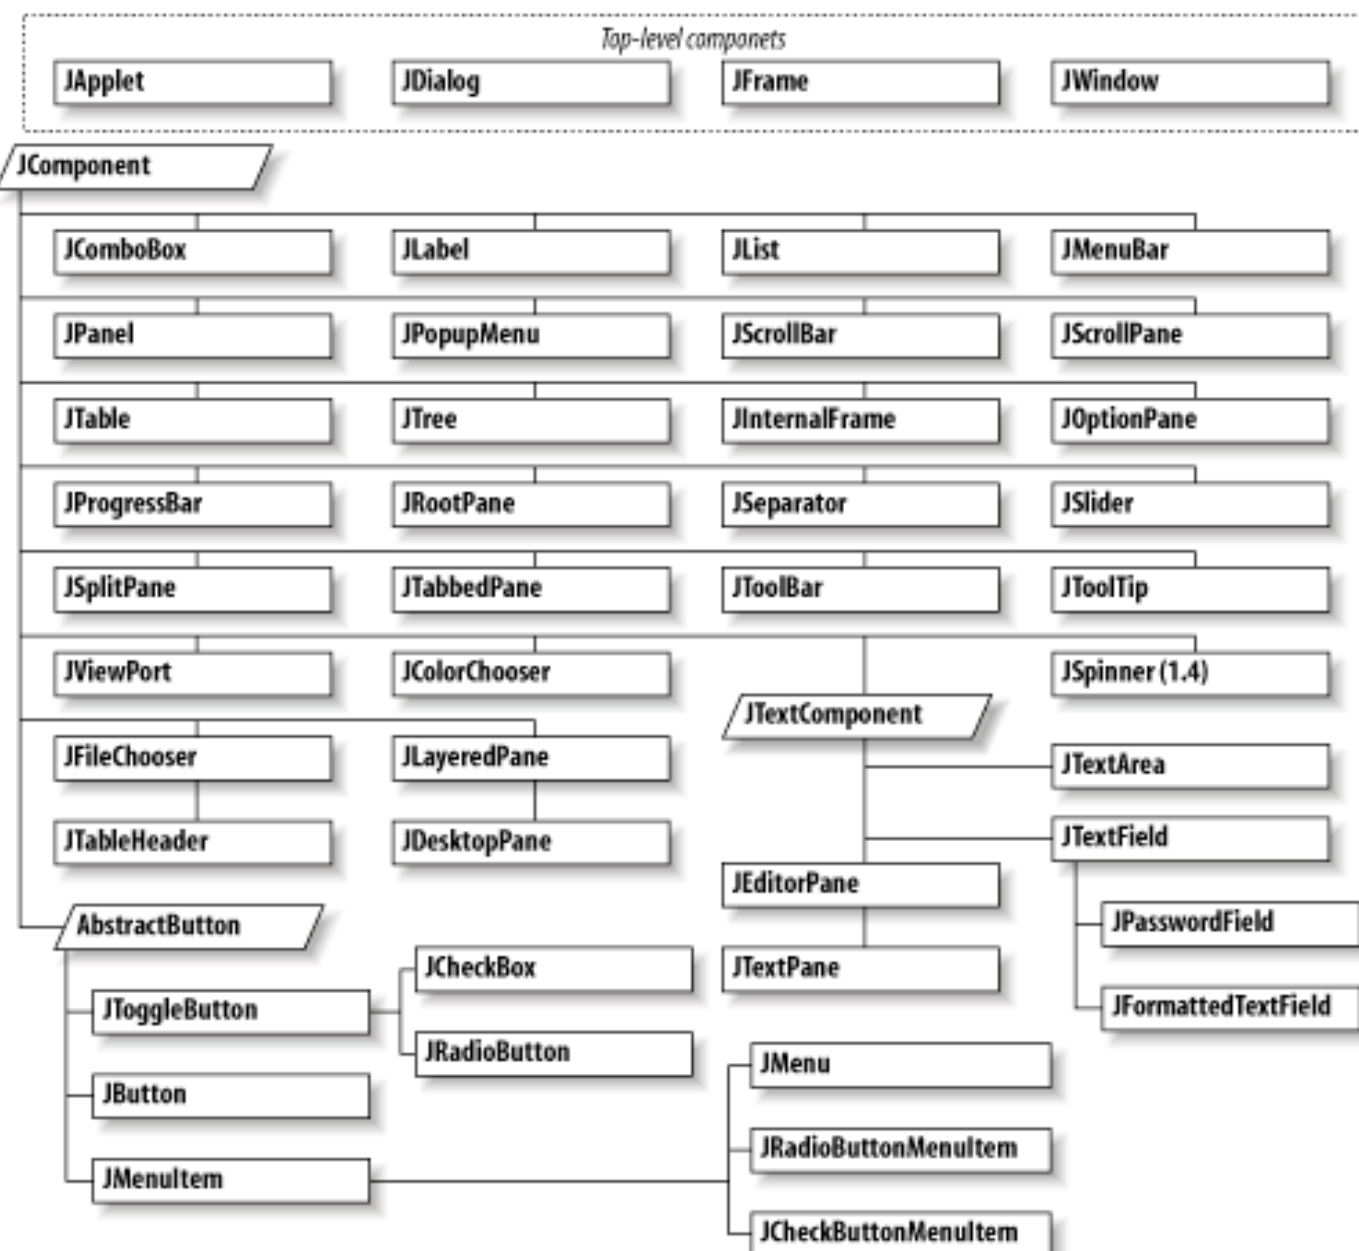 Top-level componets
JApplet
JDialog
JFrame
JWindow
JComponent
JComboBox
JLabel
JList
JMenuBar
JPanel
JPopupMenu
JScrollBar
JScrollPane
JTable
JTree
JInternalFrame
JOptionPane
JProgressBar
JRootPane
JSeparator
JSlider
JSplitPane
JTabbedPane
JToolBar
JToolTip
JViewPort
JColorChooser
JSpinner (1.4)
JTextComponent
JFileChooser
JLayeredPane
JTextArea
JTableHeader
JDesktopPane
JTextField
JEditorPane
JPasswordField
AbstractButton
JCheckBox
JTextPane
JToggleButton
JFormattedTextField
JRadioButton
JMenu
JButton
JRadioButtonMenuItem
JMenuItem
JCheckButtonMenuItem